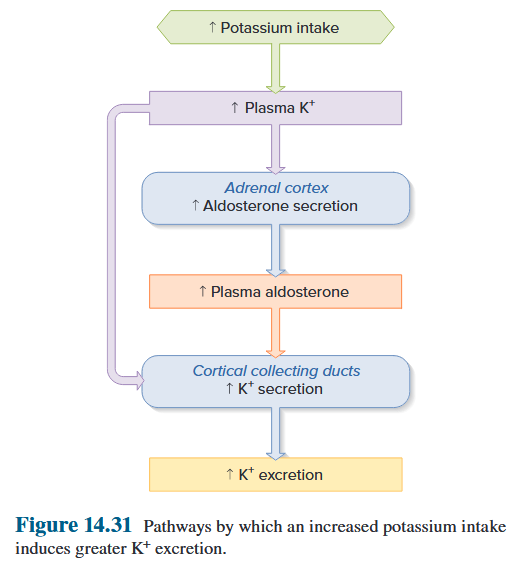 ↑ Potassium intake
↑ Plasma K⁺
Adrenal cortex
↑ Aldosterone secretion
↑ Plasma aldosterone
Cortical collecting ducts
↑ K⁺ secretion
↑ K⁺ excretion
Figure 14.31 Pathways by which an increased potassium intake
induces greater K⁺ excretion.